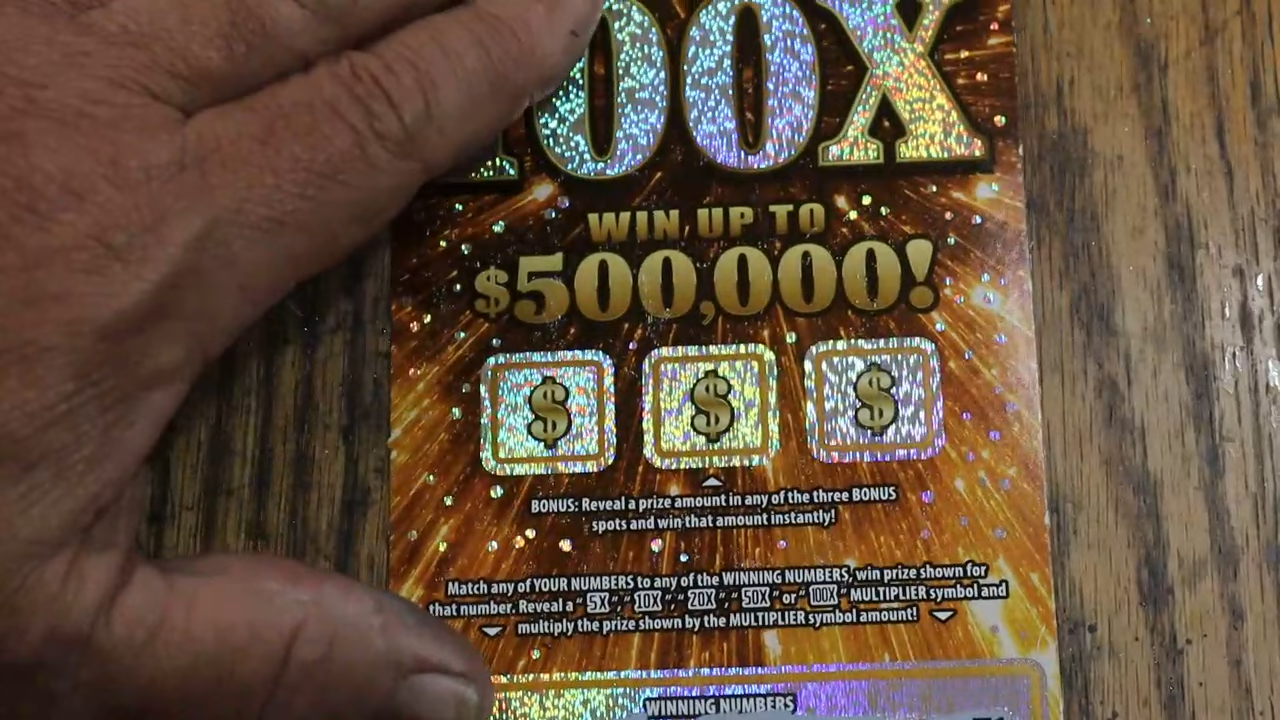 00X
WIN UP TO
$500,000!
$ $ $
BONUS: Reveal a prize amount in any of the three BONUS
spots and win that amount instantly!
Match any of YOUR NUMBERS to any of the WINNING NUMBERS, win prize shown for
that number. Reveal a "5X", "10X", "20X", "50X" or "100X" MULTIPLIER symbol and
multiply the prize shown by the MULTIPLIER symbol amount!
WINNING NUMBERS